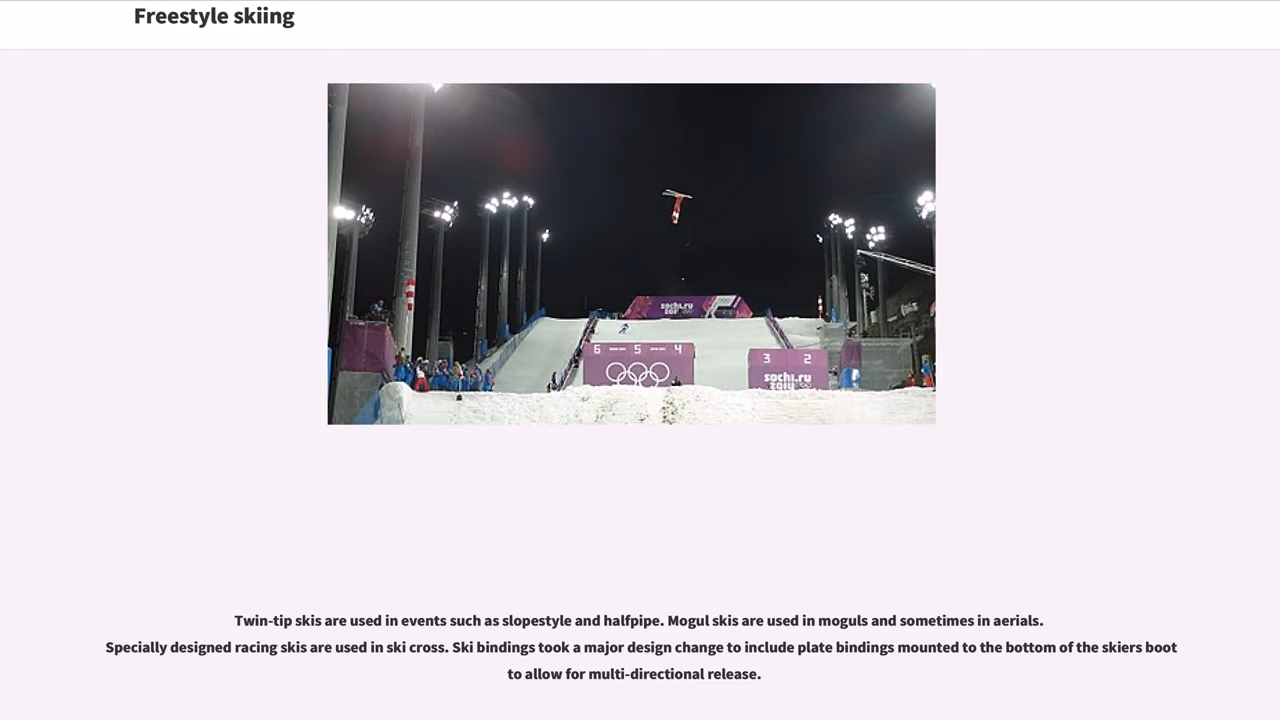 Freestyle skiing
sochi.ru
6 5 4
3 2
sochi.ru
2014
Twin-tip skis are used in events such as slopestyle and halfpipe. Mogul skis are used in moguls and sometimes in aerials.
Specially designed racing skis are used in ski cross. Ski bindings took a major design change to include plate bindings mounted to the bottom of the skiers boot
to allow for multi-directional release.